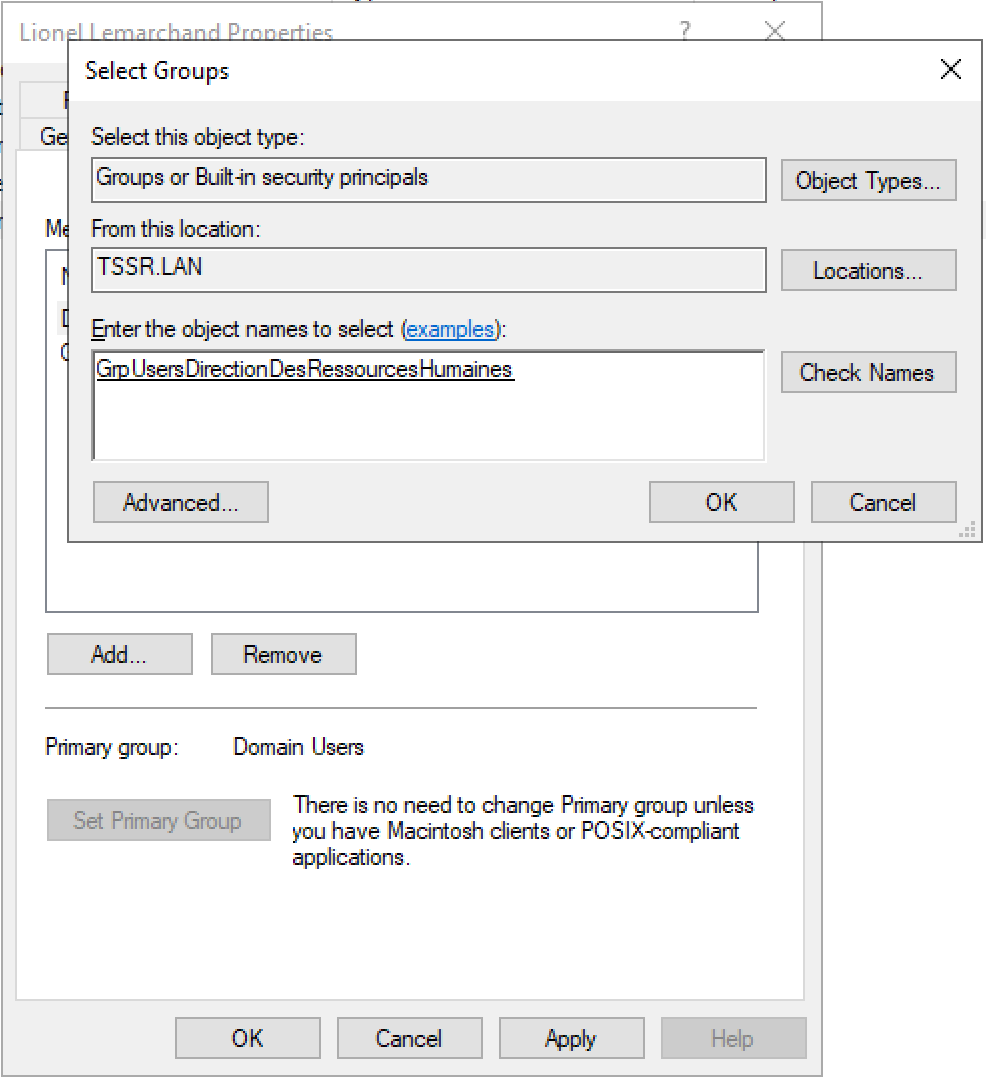 Lionel Lemarchand Properties
?
Select Groups
Select this object type:
Groups or Built-in security principals
Object Types...
From this location:
TSSR.LAN
Locations...
Enter the object names to select (examples):
GrpUsersDirectionDesRessourcesHumaines
Check Names
Advanced...
OK
Cancel
Add...
Remove
Primary group:
Domain Users
Set Primary Group
There is no need to change Primary group unless
you have Macintosh clients or POSIX-compliant
applications.
OK
Cancel
Apply
Help